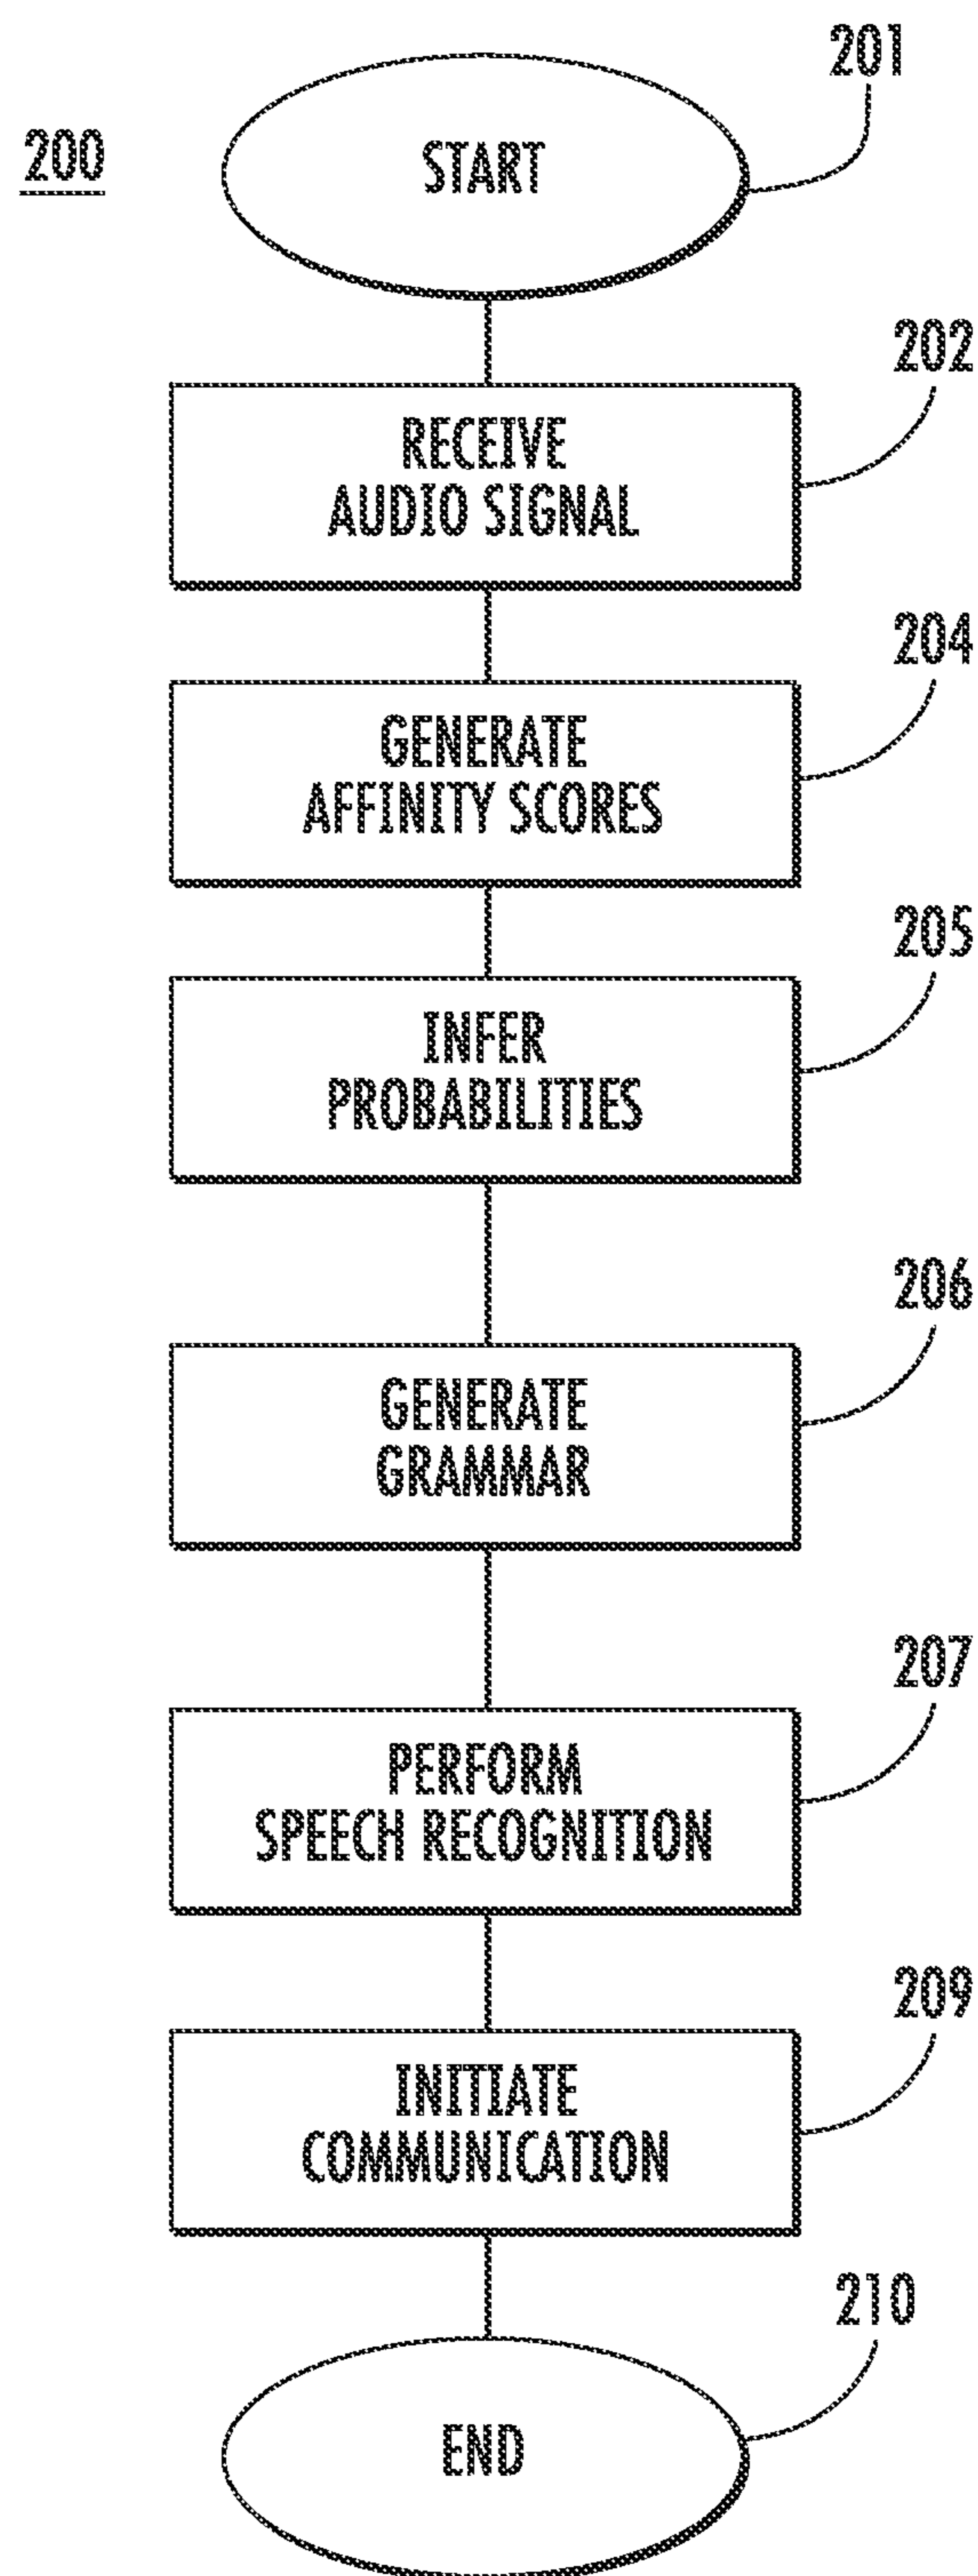 201
200
START
202
RECEIVE
AUDIO SIGNAL
204
GENERATE
AFFINITY SCORES
205
INFER
PROBABILITIES
206
GENERATE
GRAMMAR
207
PERFORM
SPEECH RECOGNITION
209
INITIATE
COMMUNICATION
210
END